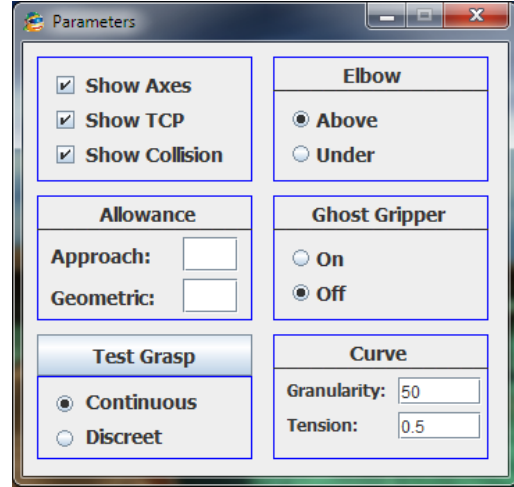 Parameters
Show Axes
Show TCP
Show Collision
Elbow
Above
Under
Allowance
Approach:
Geometric:
Ghost Gripper
On
Off
Test Grasp
Continuous
Discreet
Curve
Granularity: 50
Tension: 0.5